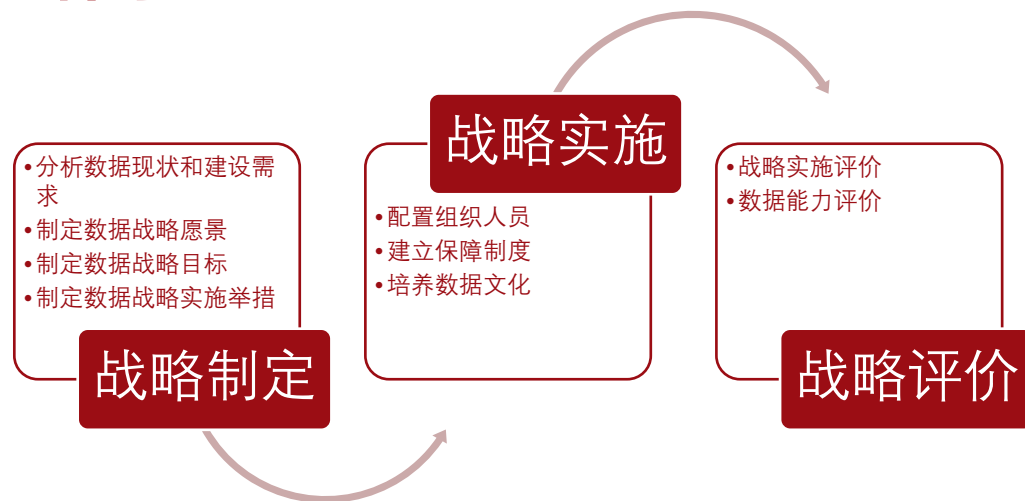 •分析数据现状和建设需
求
•制定数据战略愿景
•制定数据战略目标
•制定数据战略实施举措
战略制定
战略实施
•配置组织人员
•建立保障制度
•培养数据文化
•战略实施评价
•数据能力评价
战略评价